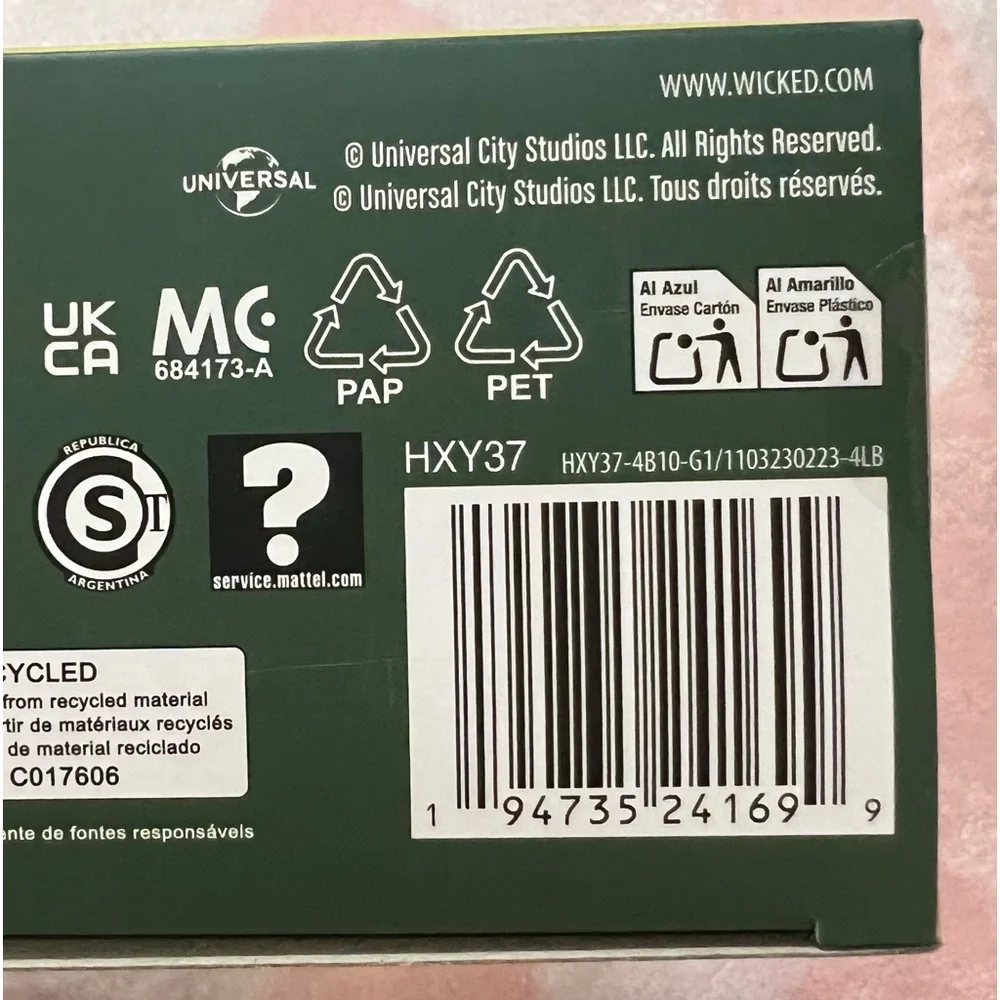 WWW.WICKED.COM
UNIVERSAL
© Universal City Studios LLC. All Rights Reserved.
© Universal City Studios LLC. Tous droits réservés.
UK
CA
MC
684173-A
PAP
PET
Al Azul
Envase Cartón
Al Amarillo
Envase Plástico
REPUBLICA
S
T
ARGENTINA
?
service.mattel.com
HXY37
HXY37-4B10-G1/1103230223-4LB
1 94735 24169 9
CYCLED
from recycled material
rtir de matériaux recyclés
de material reciclado
C017606
ente de fontes responsáveis